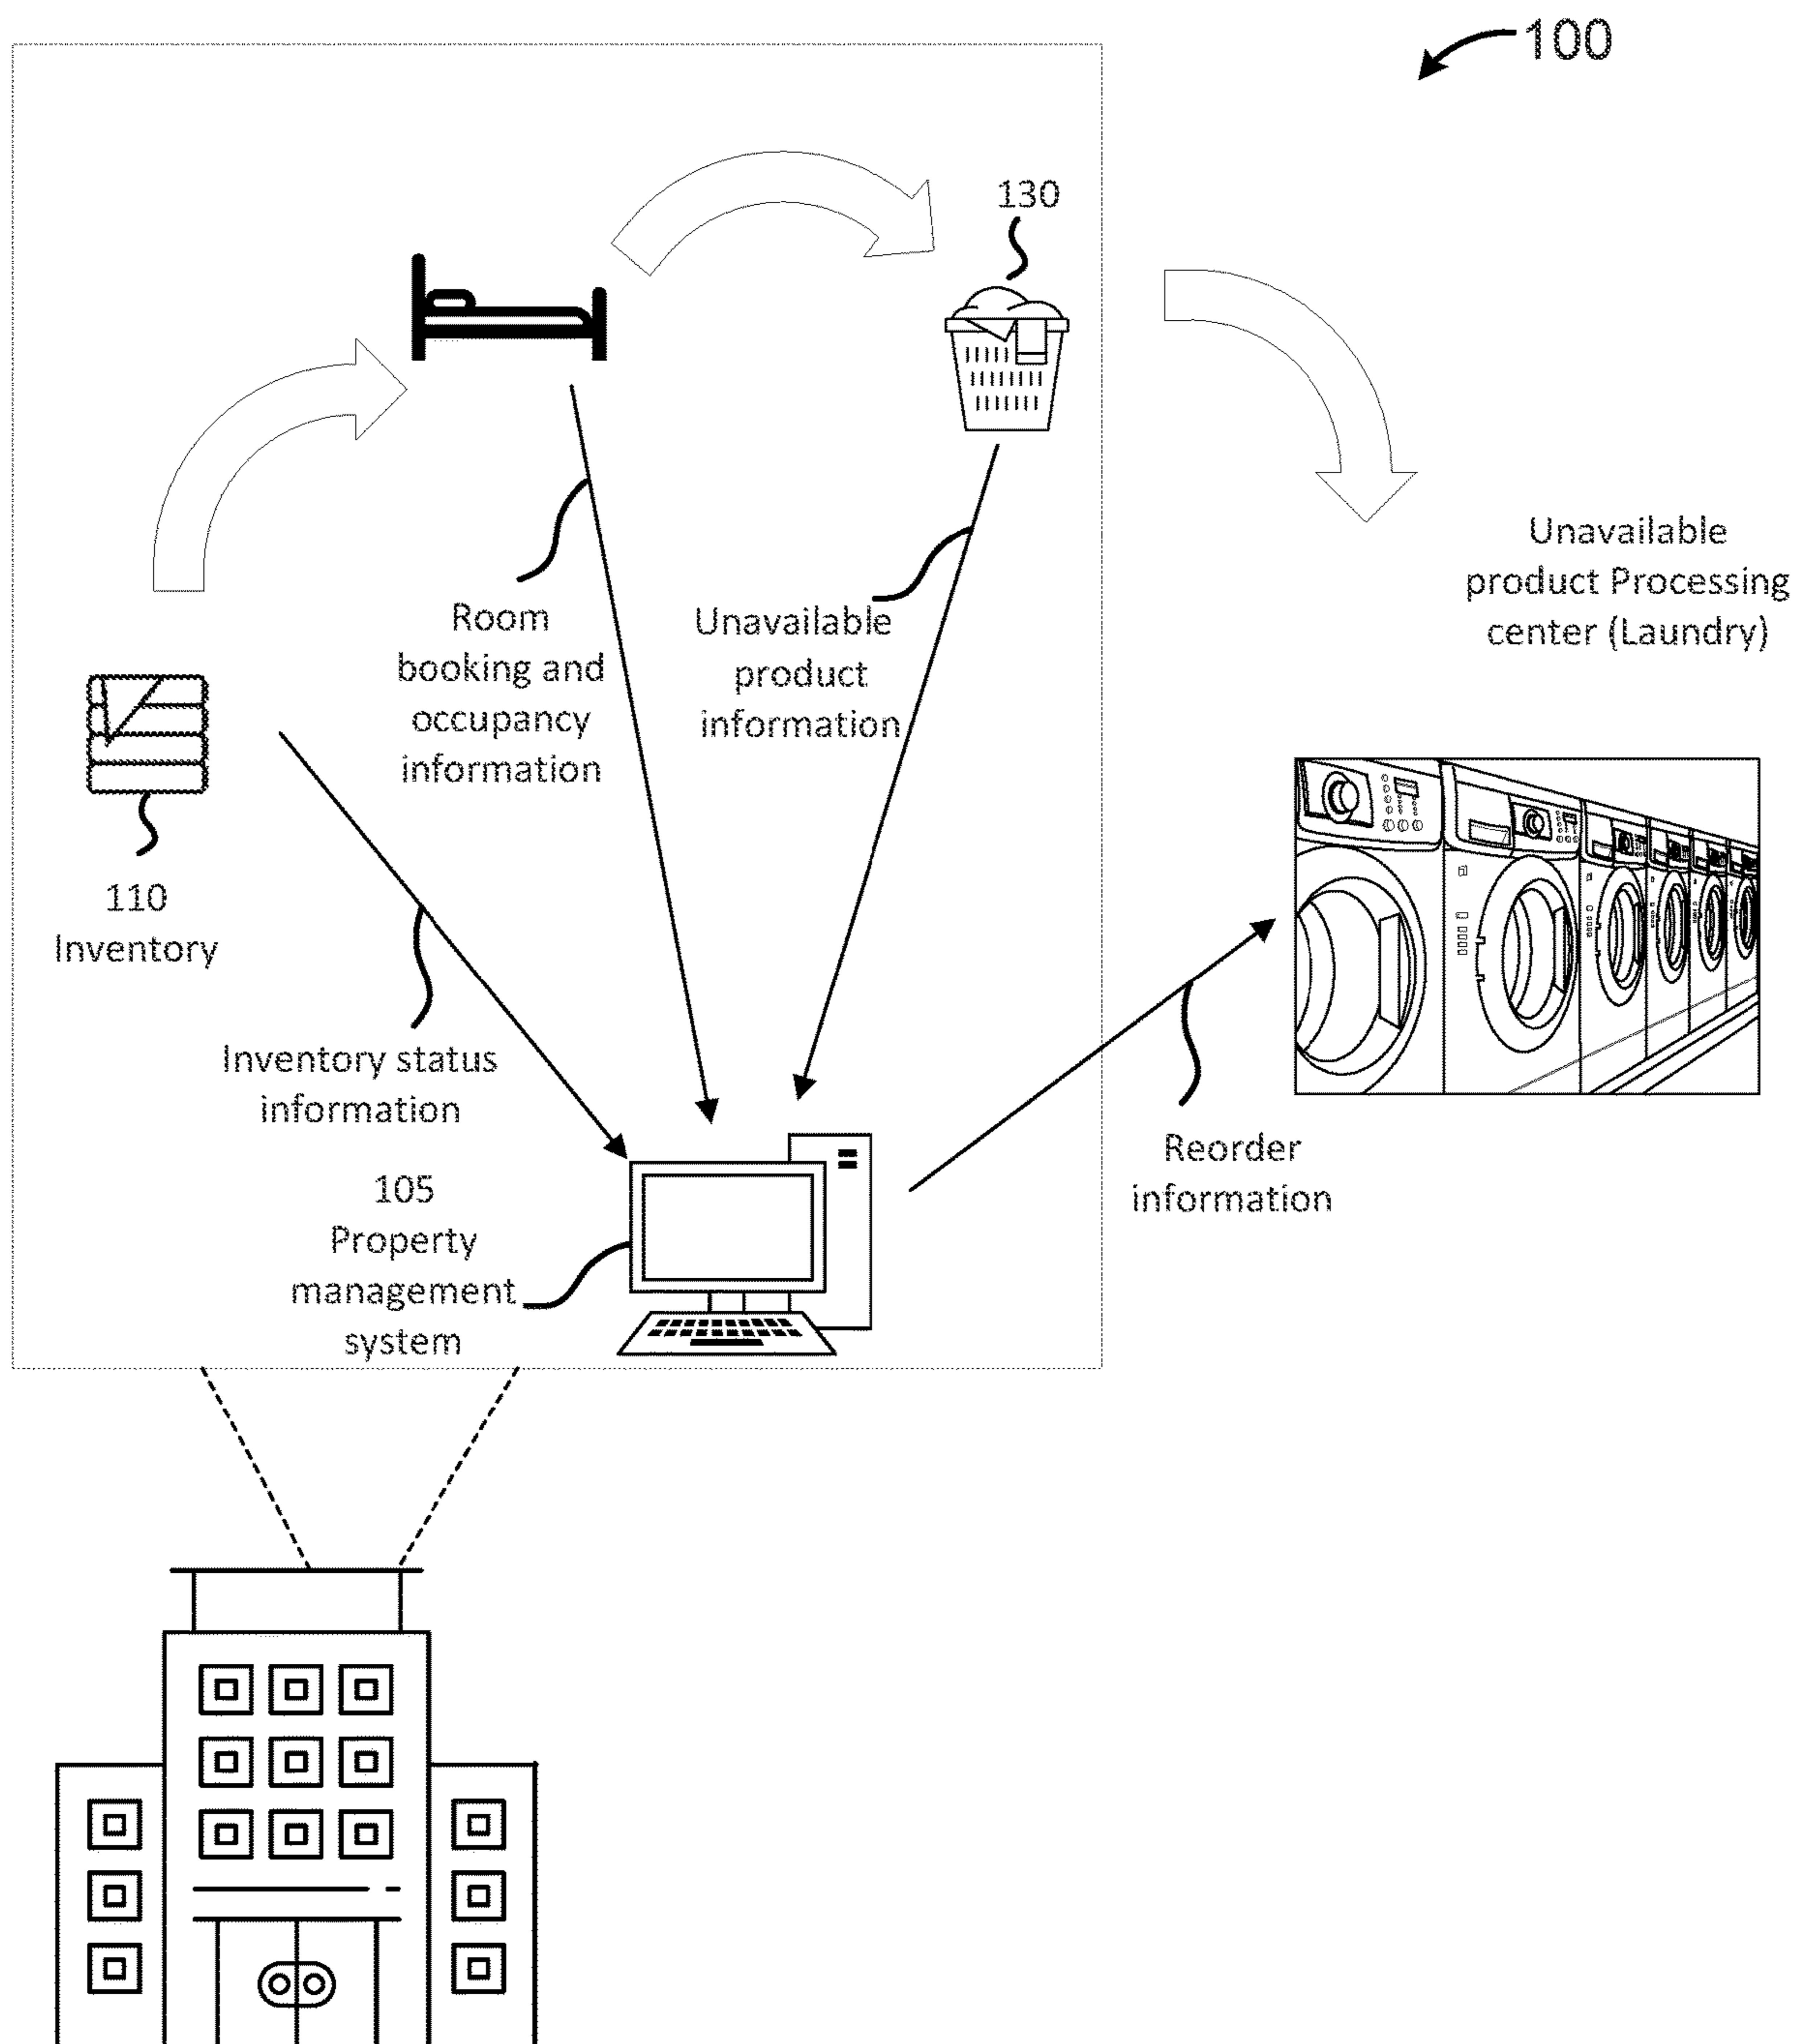 100
130
Unavailable
product Processing
center (Laundry)
Room
booking and
occupancy
information
Unavailable
product
information
110
Inventory
Inventory status
information
Reorder
information
105
Property
management
system